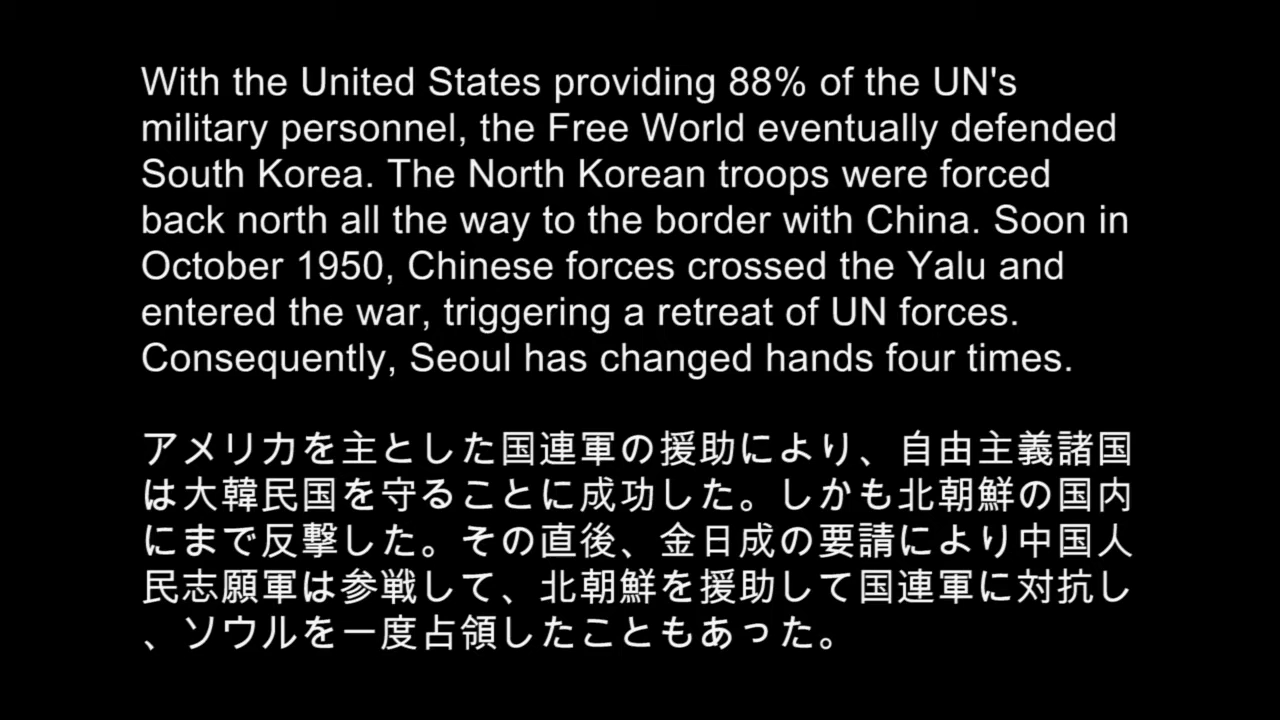 With the United States providing 88% of the UN's
military personnel, the Free World eventually defended
South Korea. The North Korean troops were forced
back north all the way to the border with China. Soon in
October 1950, Chinese forces crossed the Yalu and
entered the war, triggering a retreat of UN forces.
Consequently, Seoul has changed hands four times.
アメリカを主とした国連軍の援助により、自由主義諸国
は大韓民国を守ることに成功した。しかも北朝鮮の国内
にまで反撃した。その直後、金日成の要請により中国人
民志願軍は参戦して、北朝鮮を援助して国連軍に対抗し
、ソウルを一度占領したこともあった。